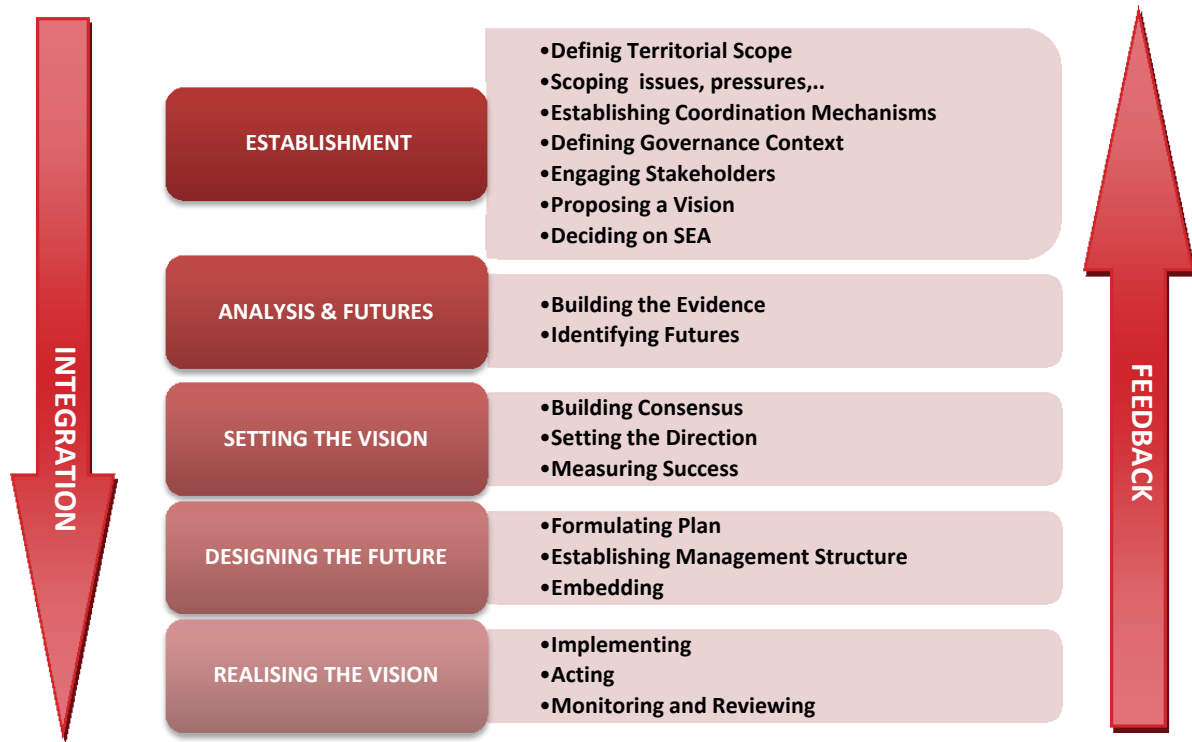 INTEGRATION
ESTABLISHMENT
•Definig Territorial Scope
•Scoping issues, pressures,..
•Establishing Coordination Mechanisms
•Defining Governance Context
•Engaging Stakeholders
•Proposing a Vision
•Deciding on SEA
ANALYSIS & FUTURES
•Building the Evidence
•Identifying Futures
SETTING THE VISION
•Building Consensus
•Setting the Direction
•Measuring Success
DESIGNING THE FUTURE
•Formulating Plan
•Establishing Management Structure
•Embedding
REALISING THE VISION
•Implementing
•Acting
•Monitoring and Reviewing
FEEDBACK